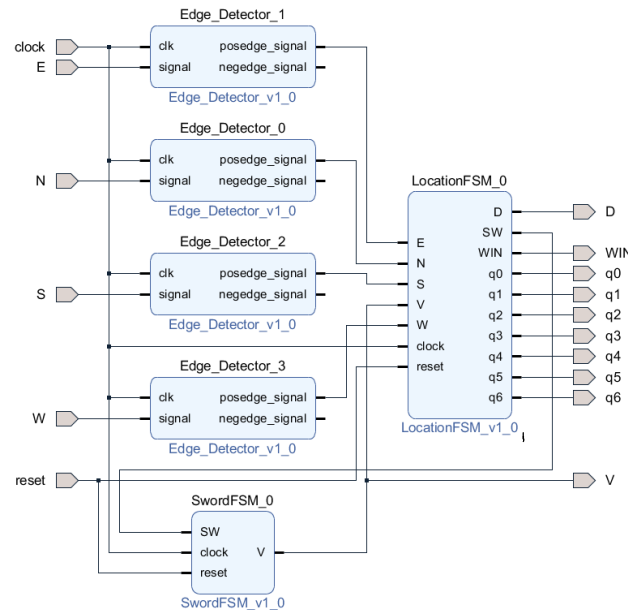 Edge_Detector_1
clock
E
clk posedge_signal
signal negedge_signal
Edge_Detector_v1_0
Edge_Detector_0
N
clk posedge_signal
signal negedge_signal
Edge_Detector_v1_0
Edge_Detector_2
S
clk posedge_signal
signal negedge_signal
Edge_Detector_v1_0
Edge_Detector_3
W
clk posedge_signal
signal negedge_signal
Edge_Detector_v1_0
reset
LocationFSM_0
E
N
S
V
W
clock
reset
D
SW
WIN
q0
q1
q2
q3
q4
q5
q6
LocationFSM_v1_0
D
WIN
q0
q1
q2
q3
q4
q5
q6
V
SwordFSM_0
SW
clock V
reset
SwordFSM_v1_0